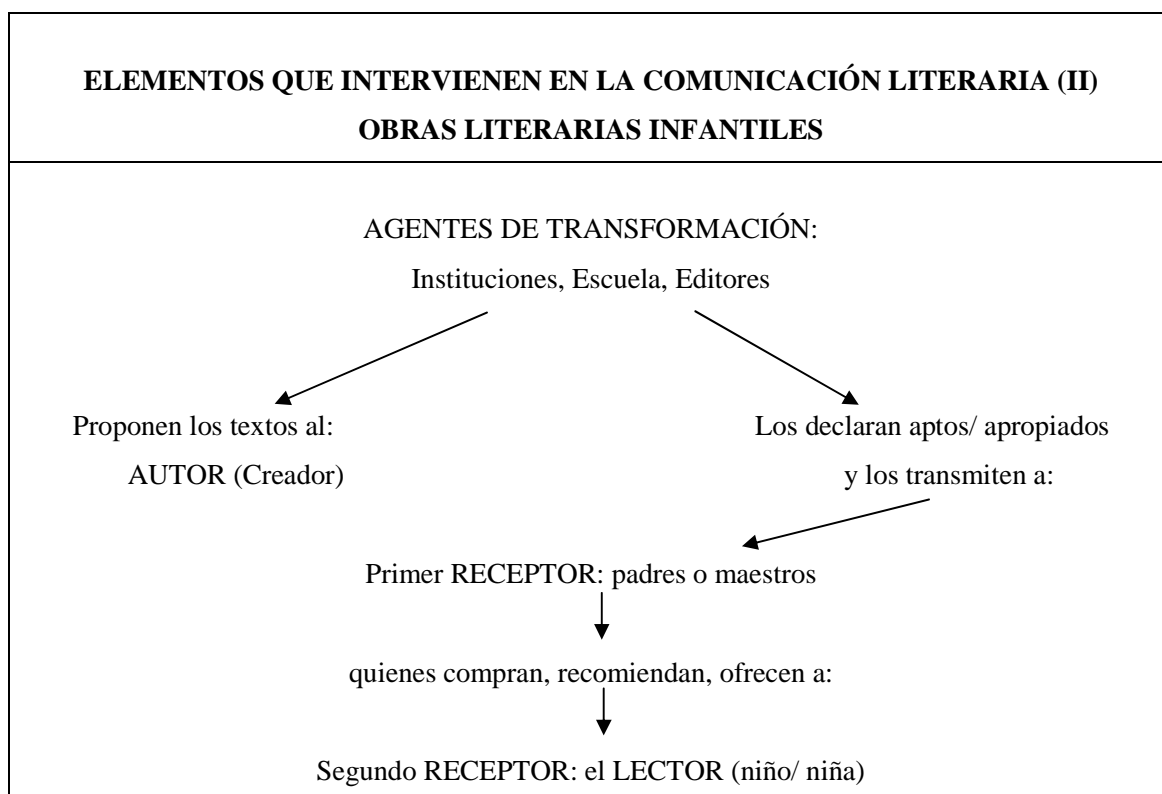 ELEMENTOS QUE INTERVIENEN EN LA COMUNICACIÓN LITERARIA (II)
OBRAS LITERARIAS INFANTILES
AGENTES DE TRANSFORMACIÓN:
Instituciones, Escuela, Editores
Proponen los textos al:
AUTOR (Creador)
Los declaran aptos/ apropiados
y los transmiten a:
Primer RECEPTOR: padres o maestros
quienes compran, recomiendan, ofrecen a:
Segundo RECEPTOR: el LECTOR (niño/ niña)